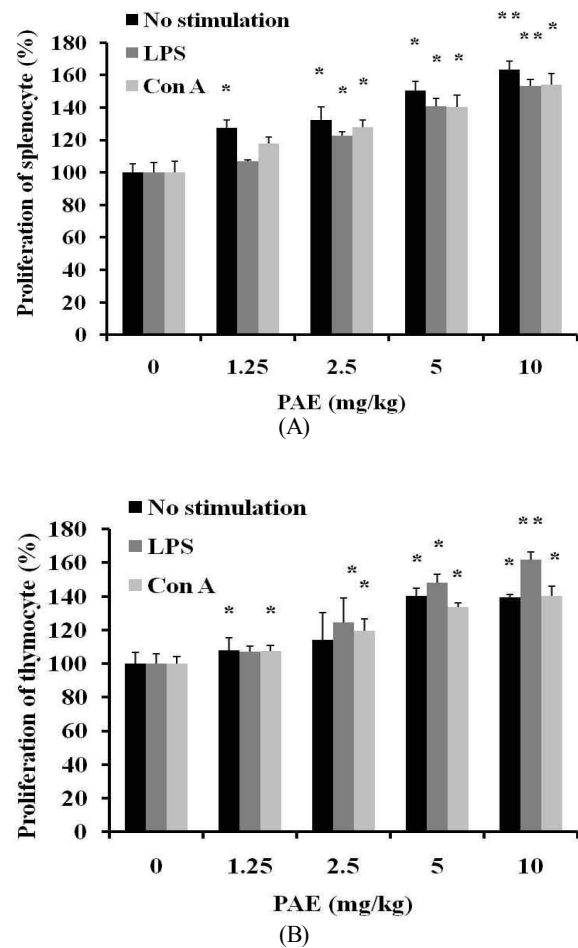 * * * *
* * *
* * * * * *
*
180
160
140
120
100
80
60
40
20
0
Proliferation of splenocyte (%)
No stimulation
LPS
Con A
0 1.25 2.5 5 10
PAE (mg/kg)
(A)
* *
* * * *
* * * * *
180
160
140
120
100
80
60
40
20
0
Proliferation of thymocyte (%)
No stimulation
LPS
Con A
0 1.25 2.5 5 10
PAE (mg/kg)
(B)